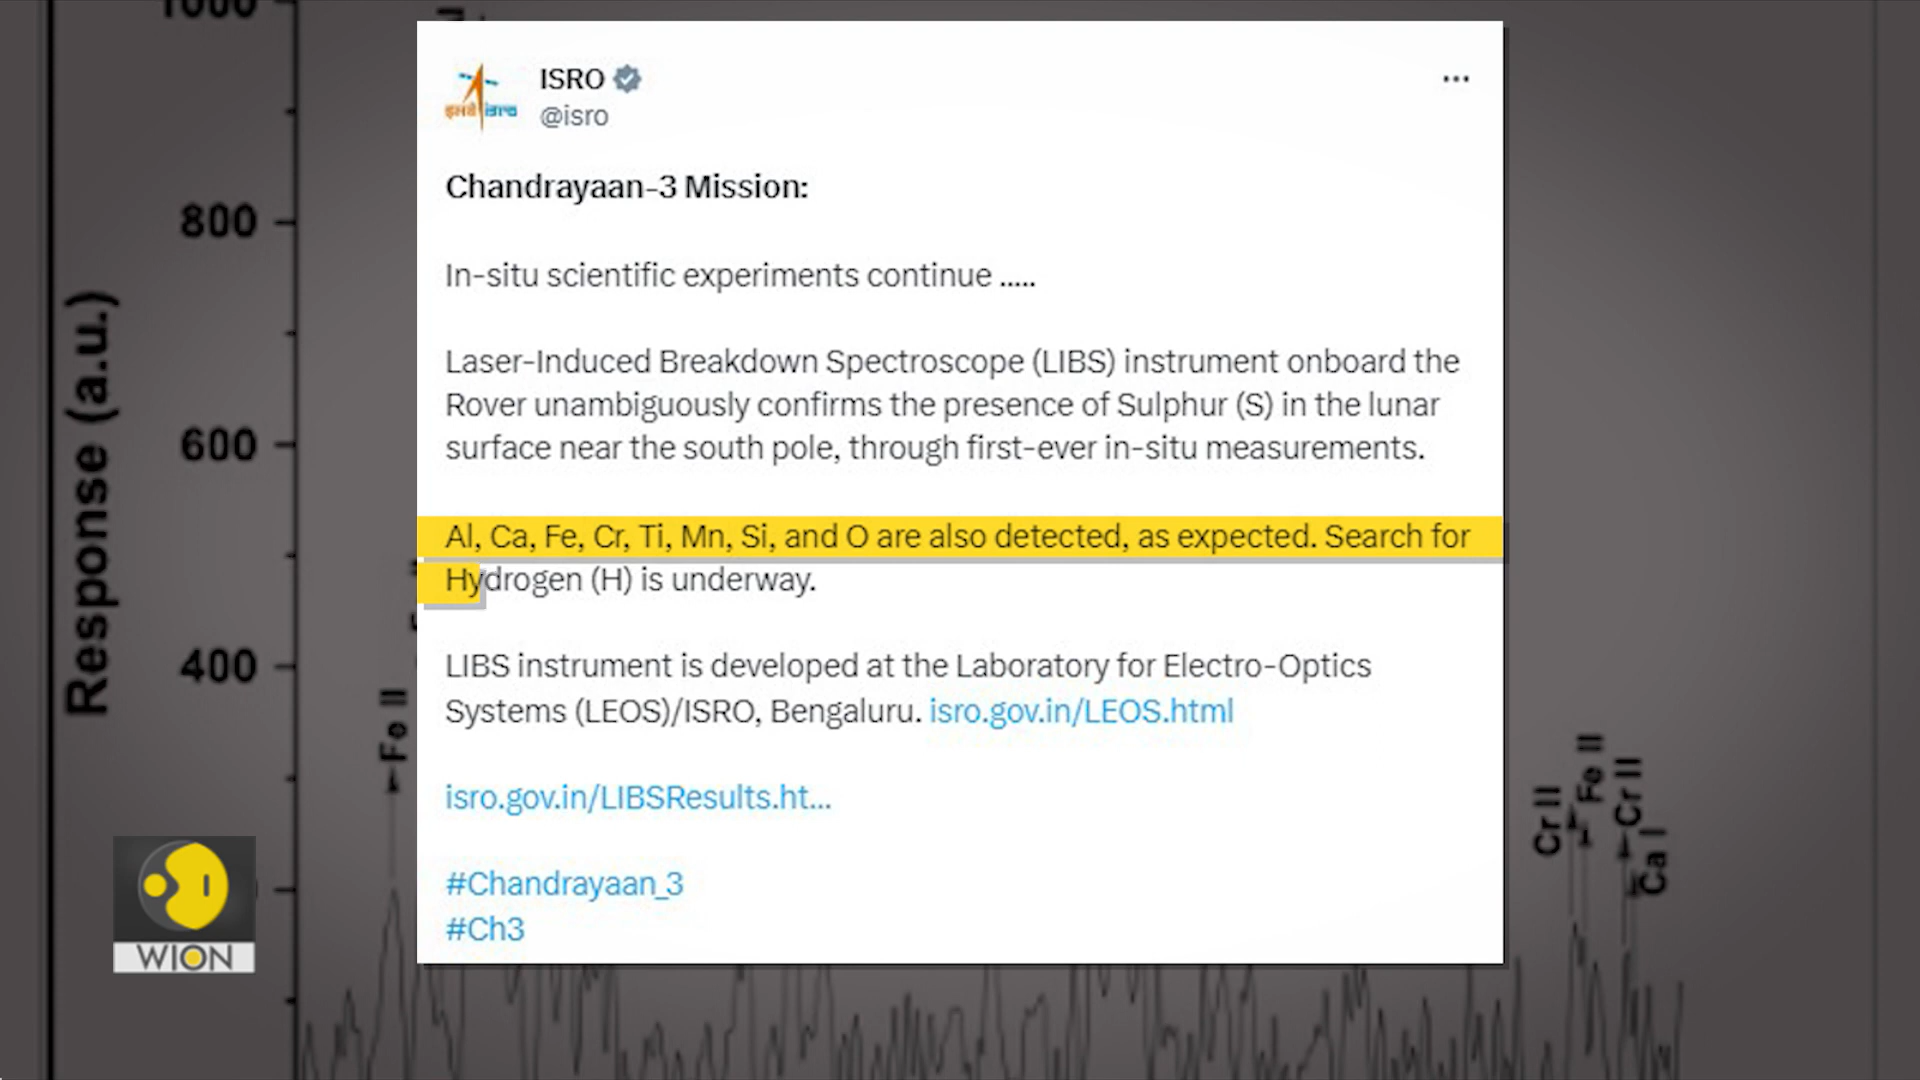 1000
800
600
400
Response (a.u.)
Fe II
ISRO
@isro
इसरो isro
Chandrayaan-3 Mission:
In-situ scientific experiments continue .....
Laser-Induced Breakdown Spectroscope (LIBS) instrument onboard the
Rover unambiguously confirms the presence of Sulphur (S) in the lunar
surface near the south pole, through first-ever in-situ measurements.
Al, Ca, Fe, Cr, Ti, Mn, Si, and O are also detected, as expected. Search for
Hydrogen (H) is underway.
LIBS instrument is developed at the Laboratory for Electro-Optics
Systems (LEOS)/ISRO, Bengaluru. isro.gov.in/LEOS.html
isro.gov.in/LIBSResults.ht...
#Chandrayaan_3
#Ch3
Cr II
Fe II
Cr II
Ca I
WION